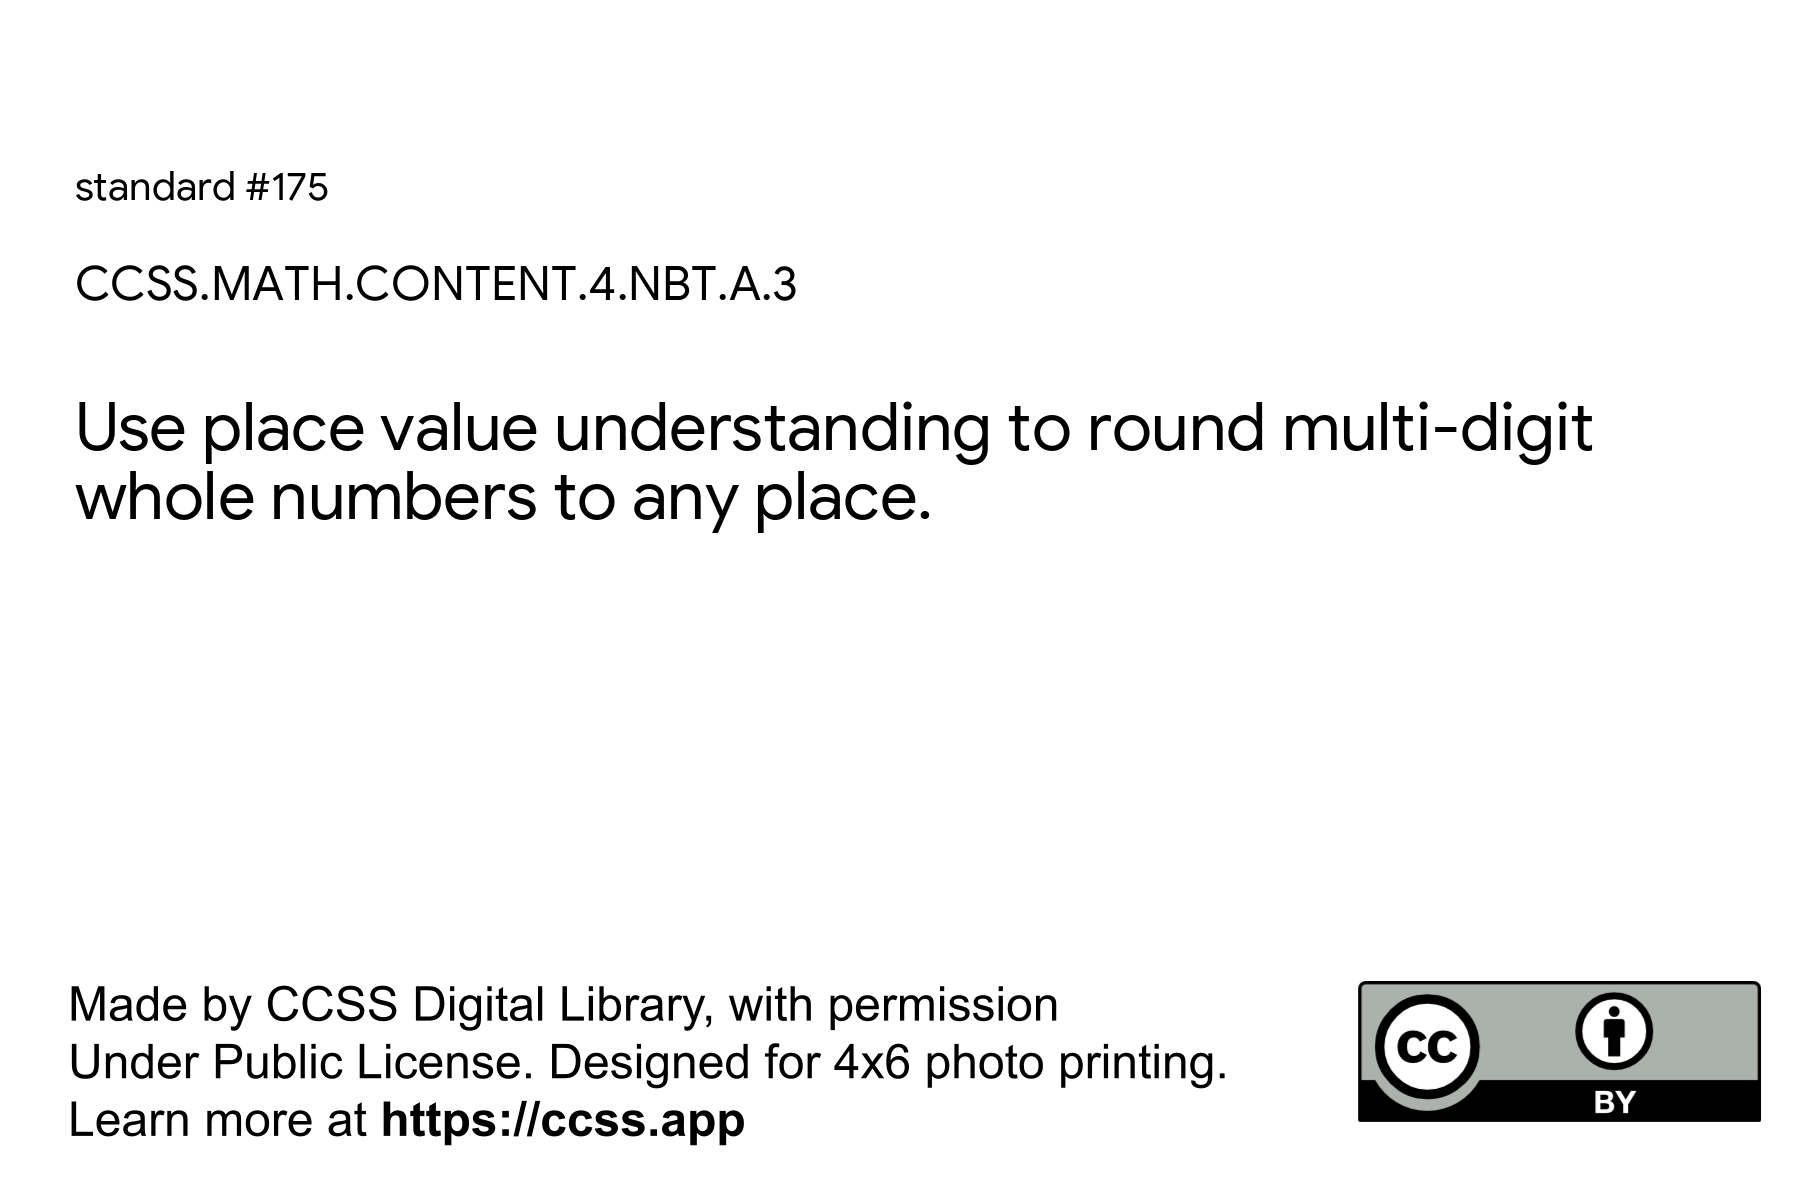 standard #175
CCSS.MATH.CONTENT.4.NBT.A.3
Use place value understanding to round multi-digit
whole numbers to any place.
Made by CCSS Digital Library, with permission
Under Public License. Designed for 4x6 photo printing.
Learn more at https://ccss.app
cc
BY